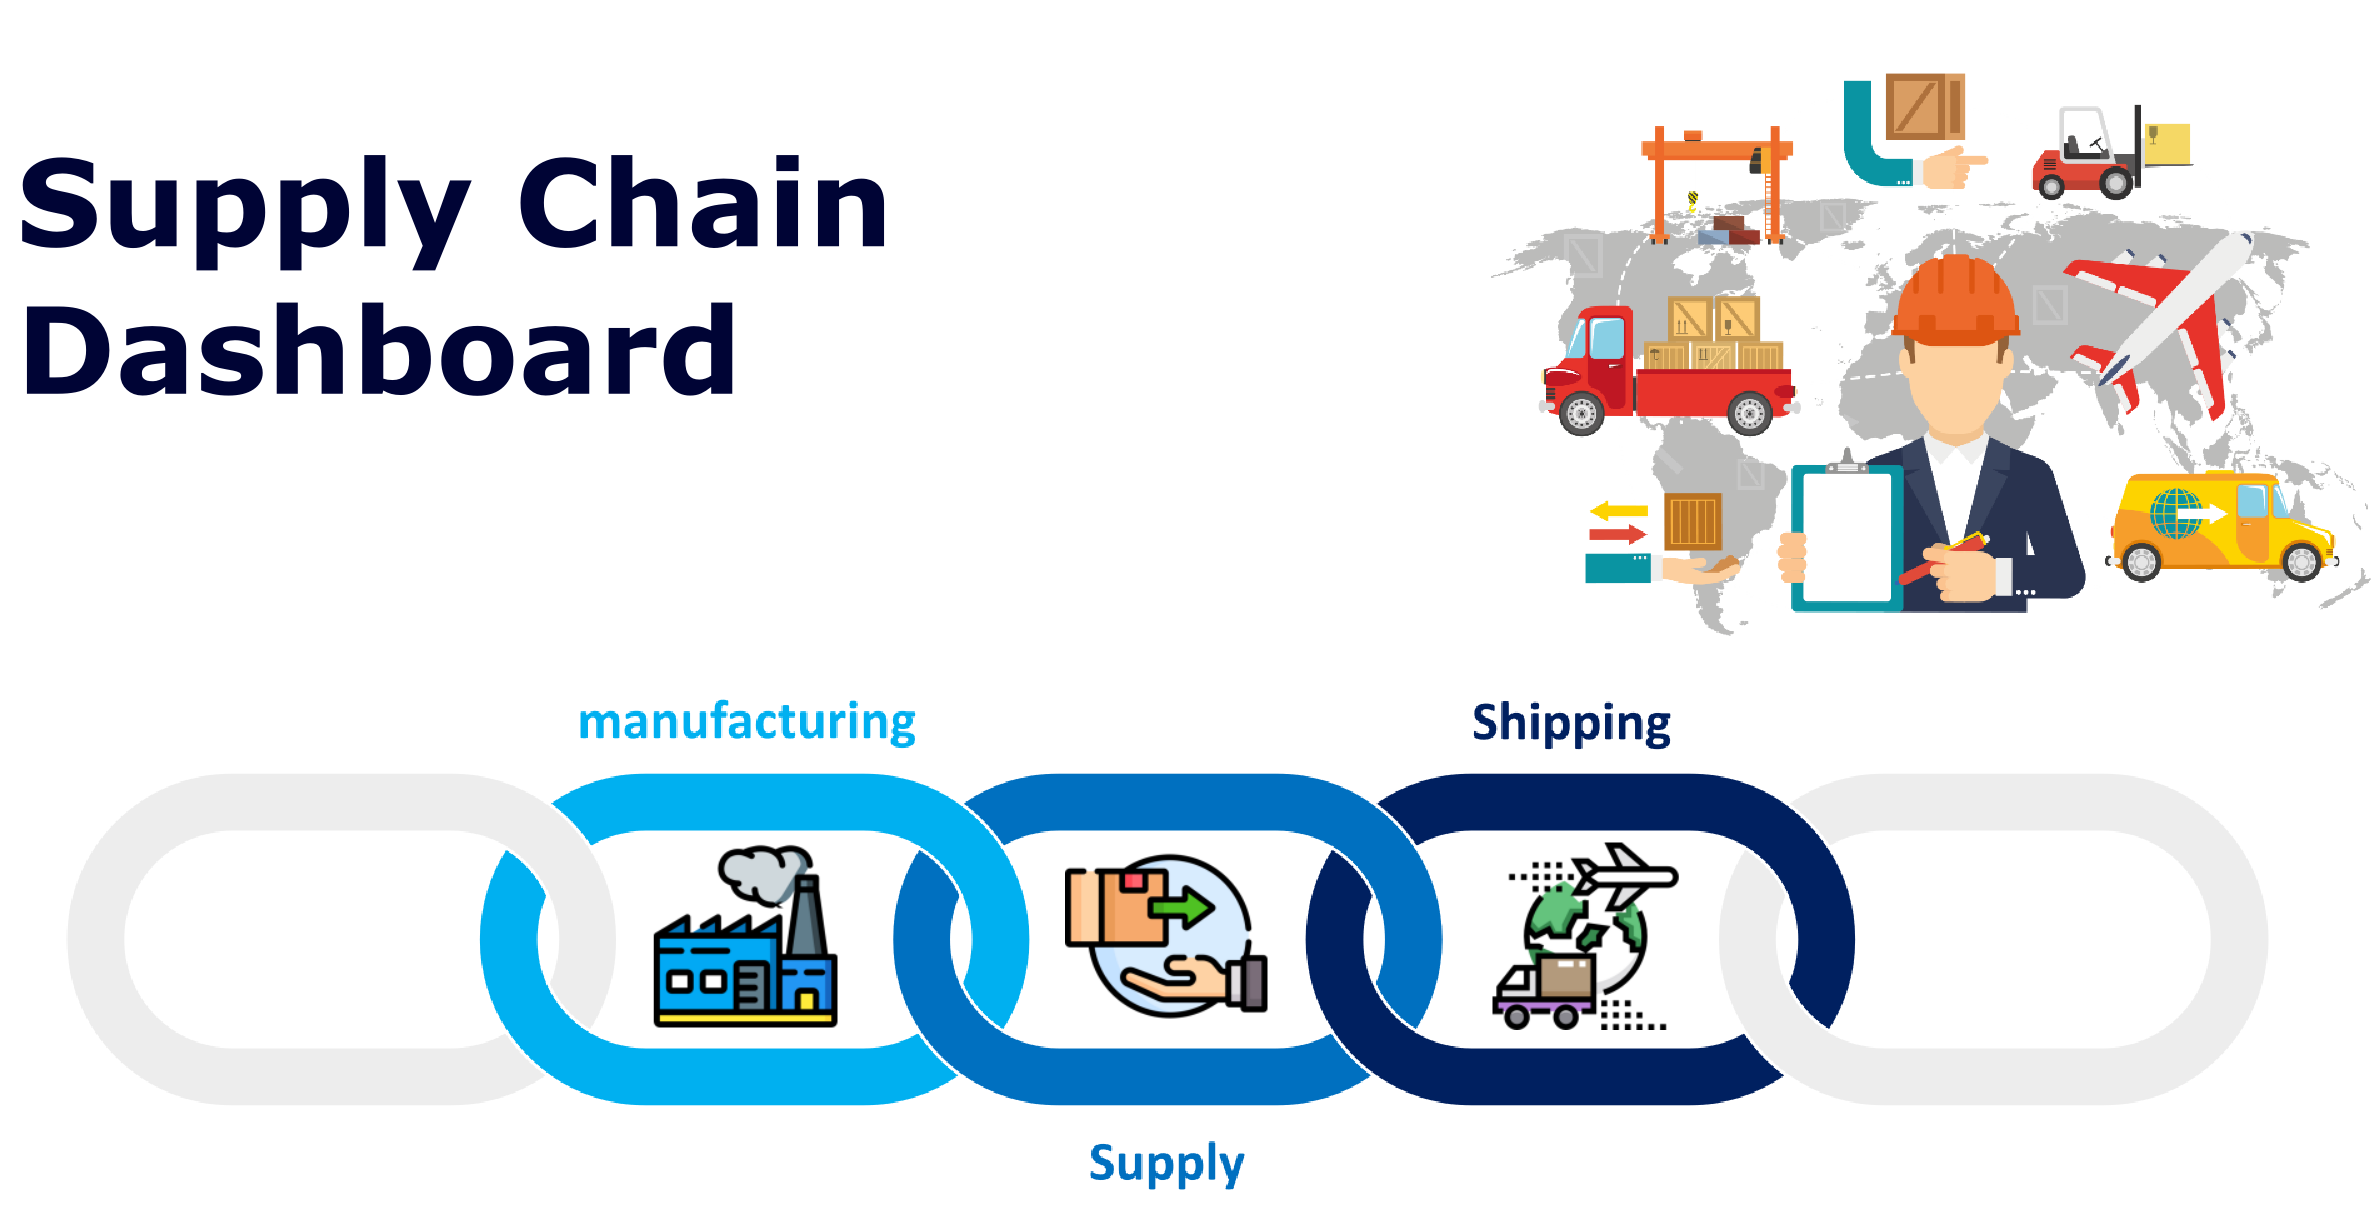 Supply Chain
Dashboard
manufacturing
Shipping
Supply